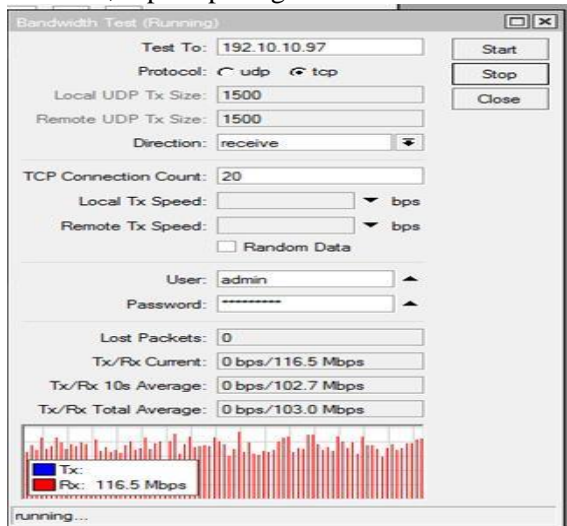 Bandwidth Test (Running)
Test To: 192.10.10.97
Start
Protocol: udp tcp
Stop
Local UDP Tx Size: 1500
Close
Remote UDP Tx Size: 1500
Direction: receive
TCP Connection Count: 20
Local Tx Speed: bps
Remote Tx Speed: bps
Random Data
User: admin
Password: *********
Lost Packets: 0
Tx/Rx Current: 0 bps/116.5 Mbps
Tx/Rx 10s Average: 0 bps/102.7 Mbps
Tx/Rx Total Average: 0 bps/103.0 Mbps
Tx:
Rx: 116.5 Mbps
running...